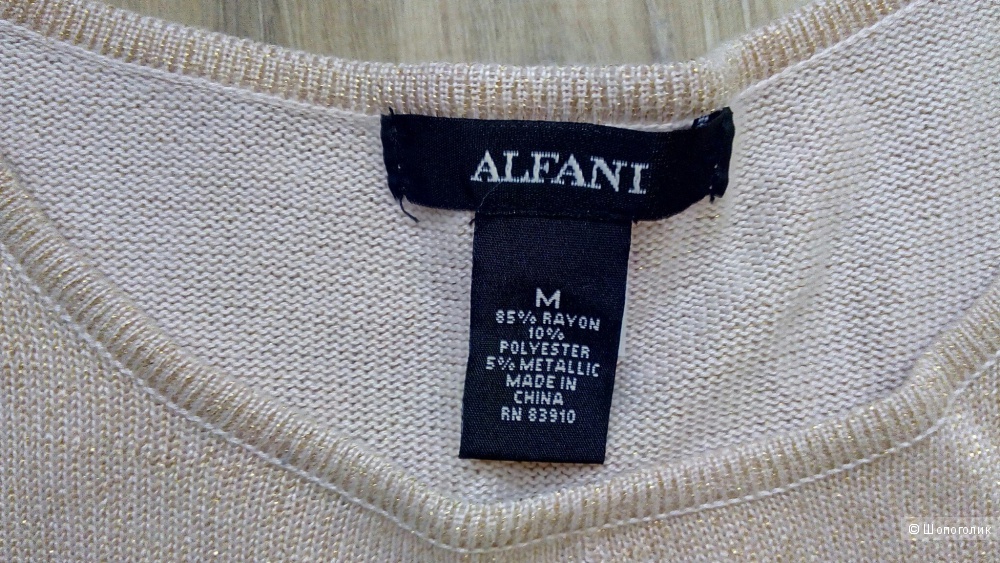 ALFANI
M
85% RAYON
10%
POLYESTER
5% METALLIC
MADE IN
CHINA
RN 83910
© Шопоголик